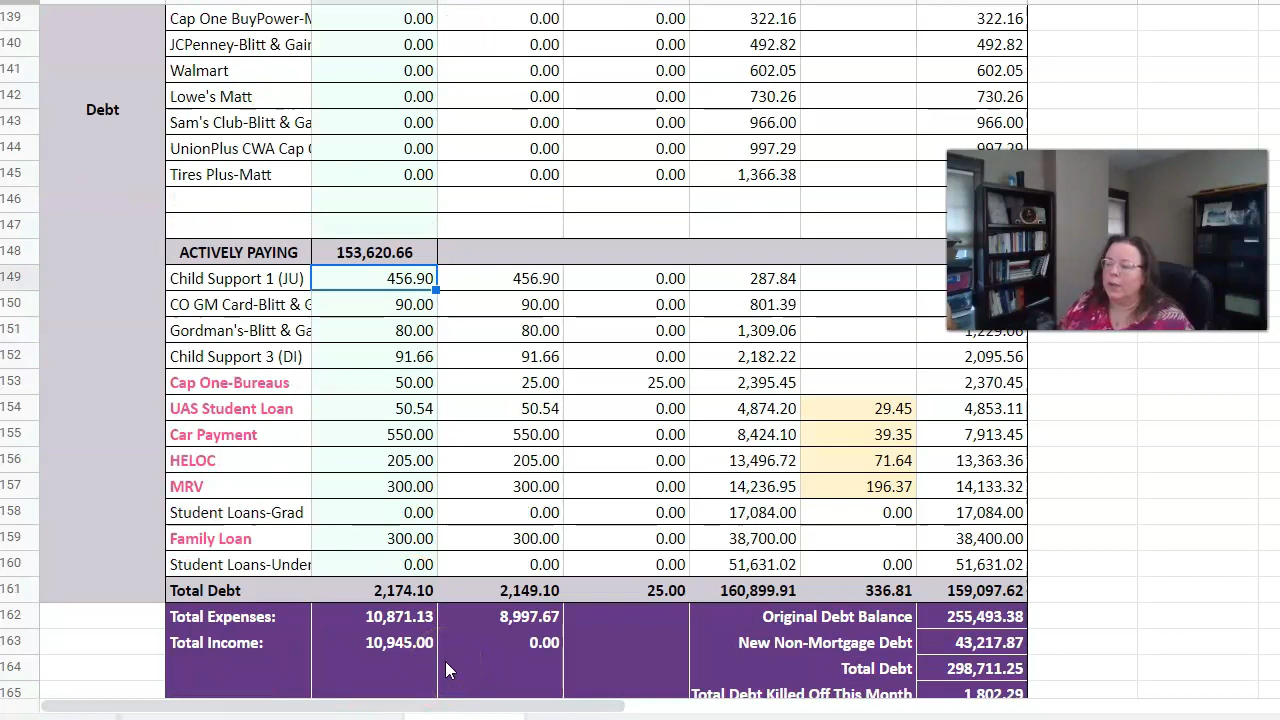 139 Cap One BuyPower-M 0.00 0.00 0.00 322.16 322.16
140 JCPenney-Blitt & Gain 0.00 0.00 0.00 492.82 492.82
141 Walmart 0.00 0.00 0.00 602.05 602.05
142 Lowe's Matt 0.00 0.00 0.00 730.26 730.26
Debt
143 Sam's Club-Blitt & Ga 0.00 0.00 0.00 966.00 966.00
144 UnionPlus CWA Cap 0.00 0.00 0.00 997.29 997.29
145 Tires Plus-Matt 0.00 0.00 0.00 1,366.38
146
147
148 ACTIVELY PAYING 153,620.66
149 Child Support 1 (JU) 456.90 456.90 0.00 287.84
150 CO GM Card-Blitt & G 90.00 90.00 0.00 801.39
151 Gordman's-Blitt & Ga 80.00 80.00 0.00 1,309.06 1,229.06
152 Child Support 3 (DI) 91.66 91.66 0.00 2,182.22 2,095.56
153 Cap One-Bureaus 50.00 25.00 25.00 2,395.45 2,370.45
154 UAS Student Loan 50.54 50.54 0.00 4,874.20 29.45 4,853.11
155 Car Payment 550.00 550.00 0.00 8,424.10 39.35 7,913.45
156 HELOC 205.00 205.00 0.00 13,496.72 71.64 13,363.36
157 MRV 300.00 300.00 0.00 14,236.95 196.37 14,133.32
158 Student Loans-Grad 0.00 0.00 0.00 17,084.00 0.00 17,084.00
159 Family Loan 300.00 300.00 0.00 38,700.00 38,400.00
160 Student Loans-Under 0.00 0.00 0.00 51,631.02 0.00 51,631.02
161 Total Debt 2,174.10 2,149.10 25.00 160,899.91 336.81 159,097.62
162 Total Expenses: 10,871.13 8,997.67 Original Debt Balance 255,493.38
163 Total Income: 10,945.00 0.00 New Non-Mortgage Debt 43,217.87
164 Total Debt 298,711.25
165 Total Debt Killed Off This Month 1,802.29